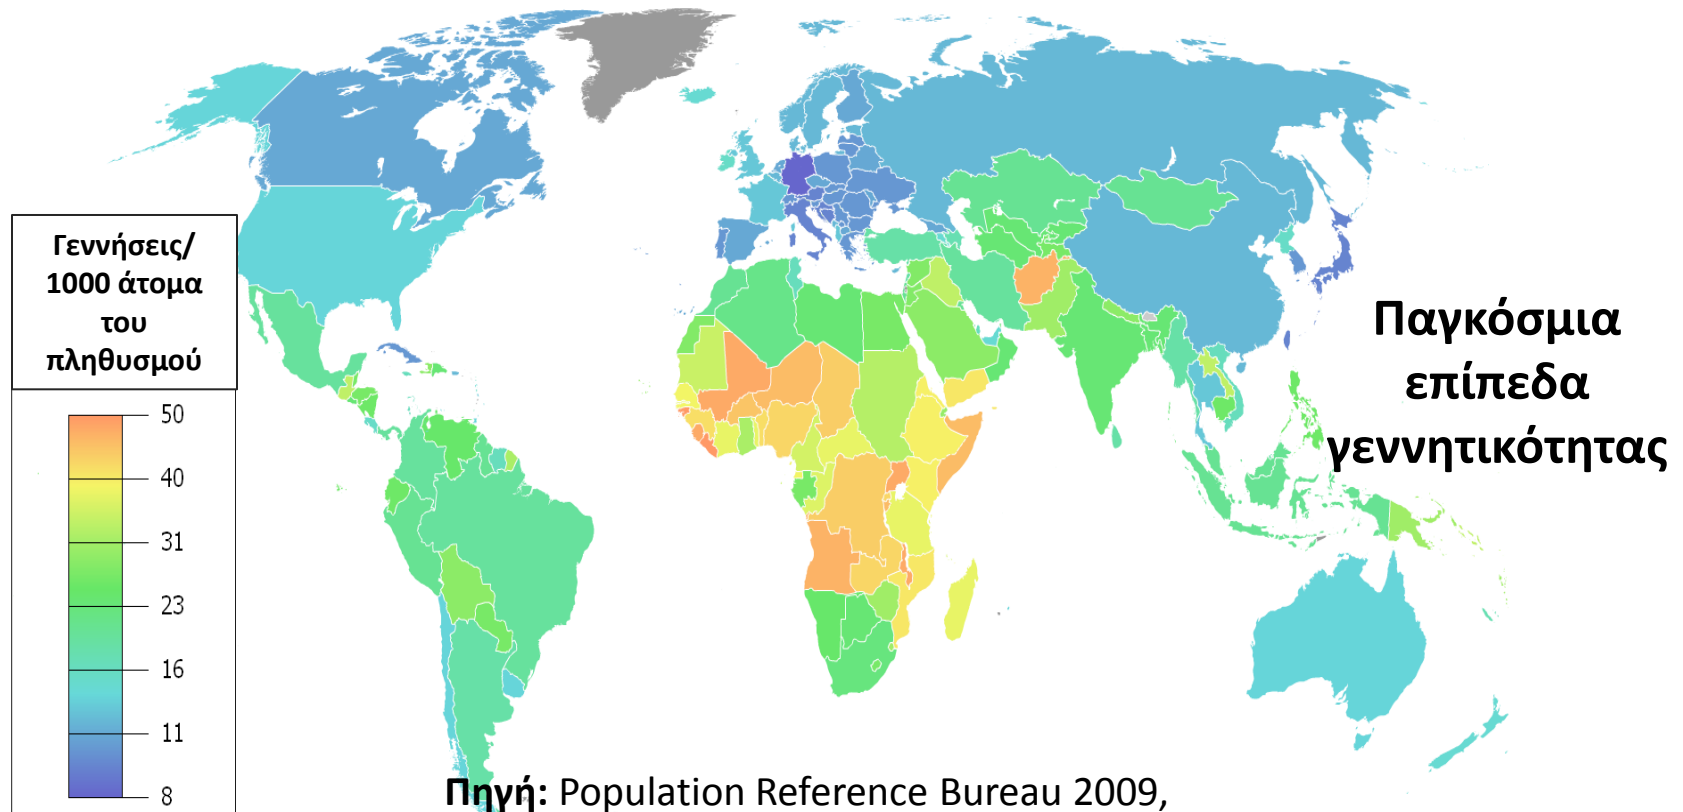 Γεννήσεις/
1000 άτομα
του
πληθυσμού
50
40
31
23
16
11
8
Παγκόσμια
επίπεδα
γεννητικότητας
Πηγή: Population Reference Bureau 2009,